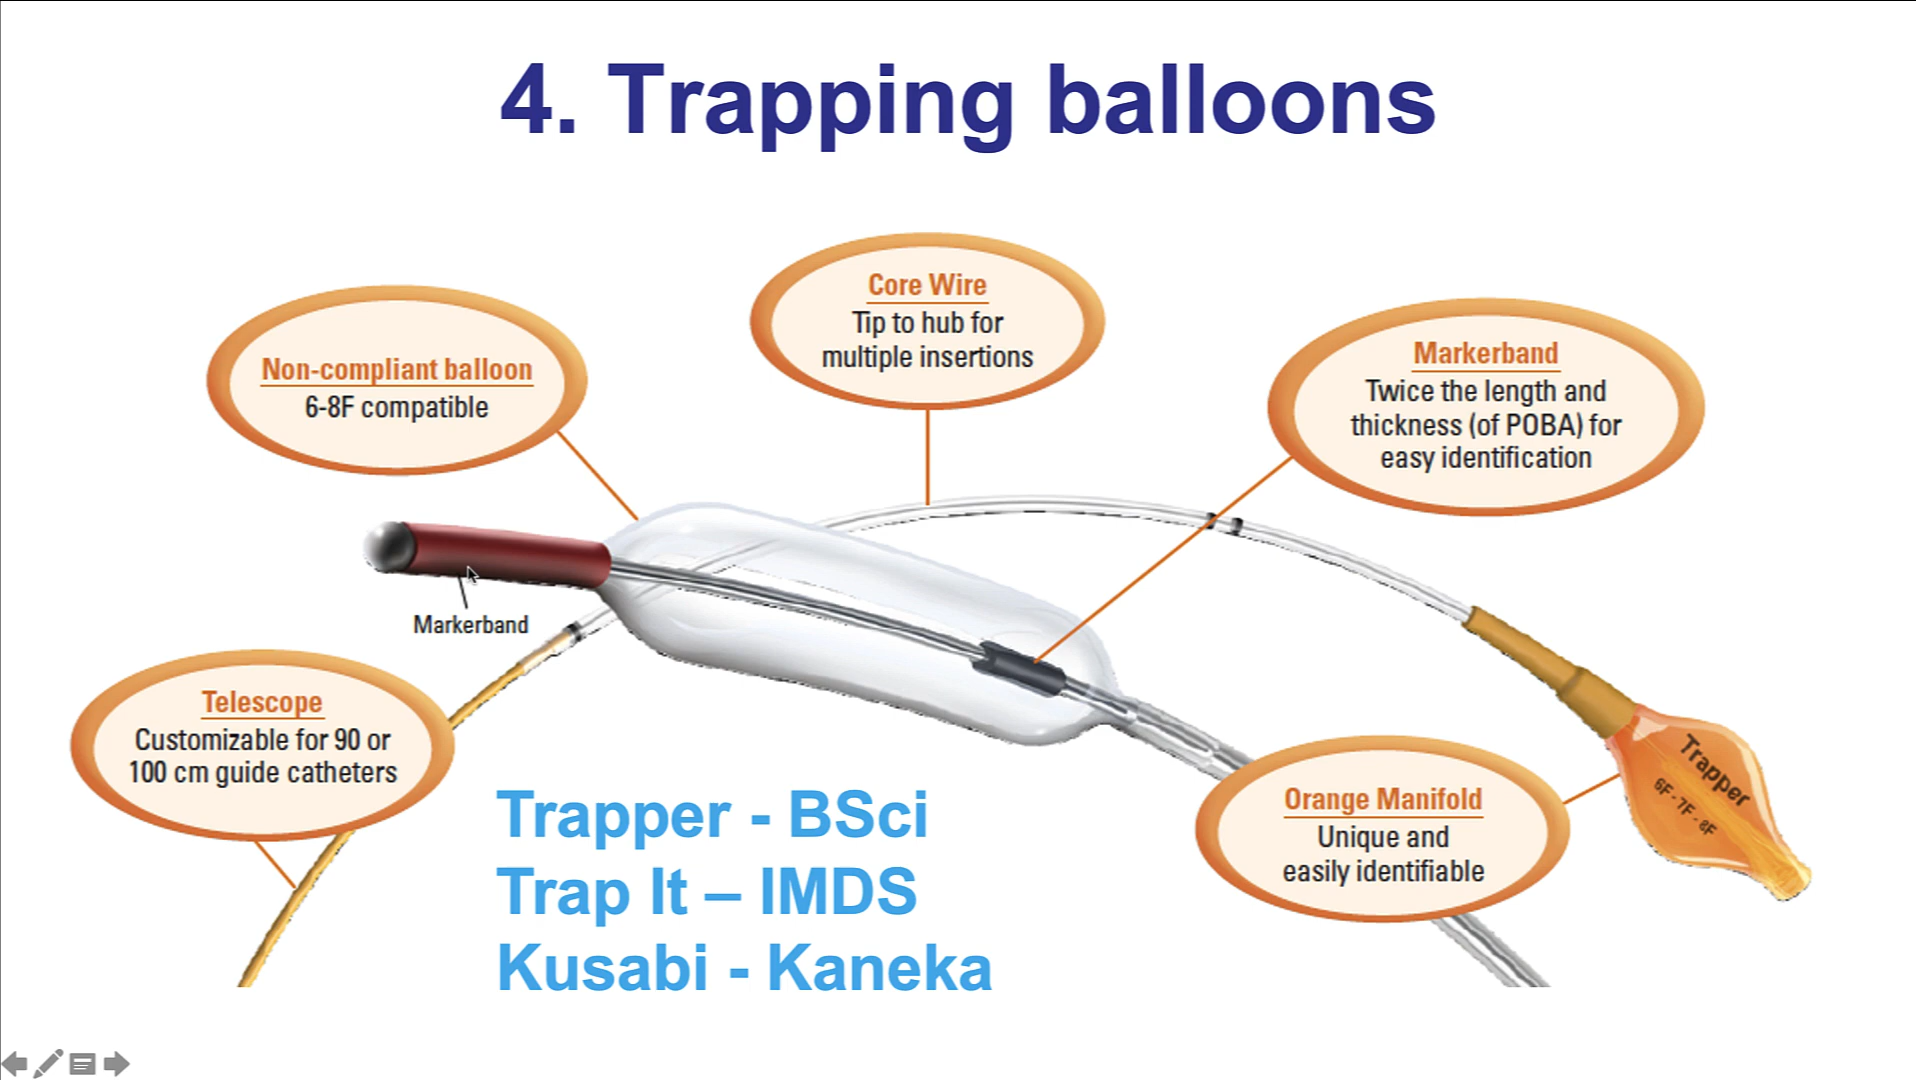 4. Trapping balloons
Core Wire
Tip to hub for
multiple insertions
Non-compliant balloon
6-8F compatible
Markerband
Twice the length and
thickness (of POBA) for
easy identification
Markerband
Telescope
Customizable for 90 or
100 cm guide catheters
Orange Manifold
Unique and
easily identifiable
Trapper
6F - 7F - 8F
Trapper - BSci
Trap It – IMDS
Kusabi - Kaneka